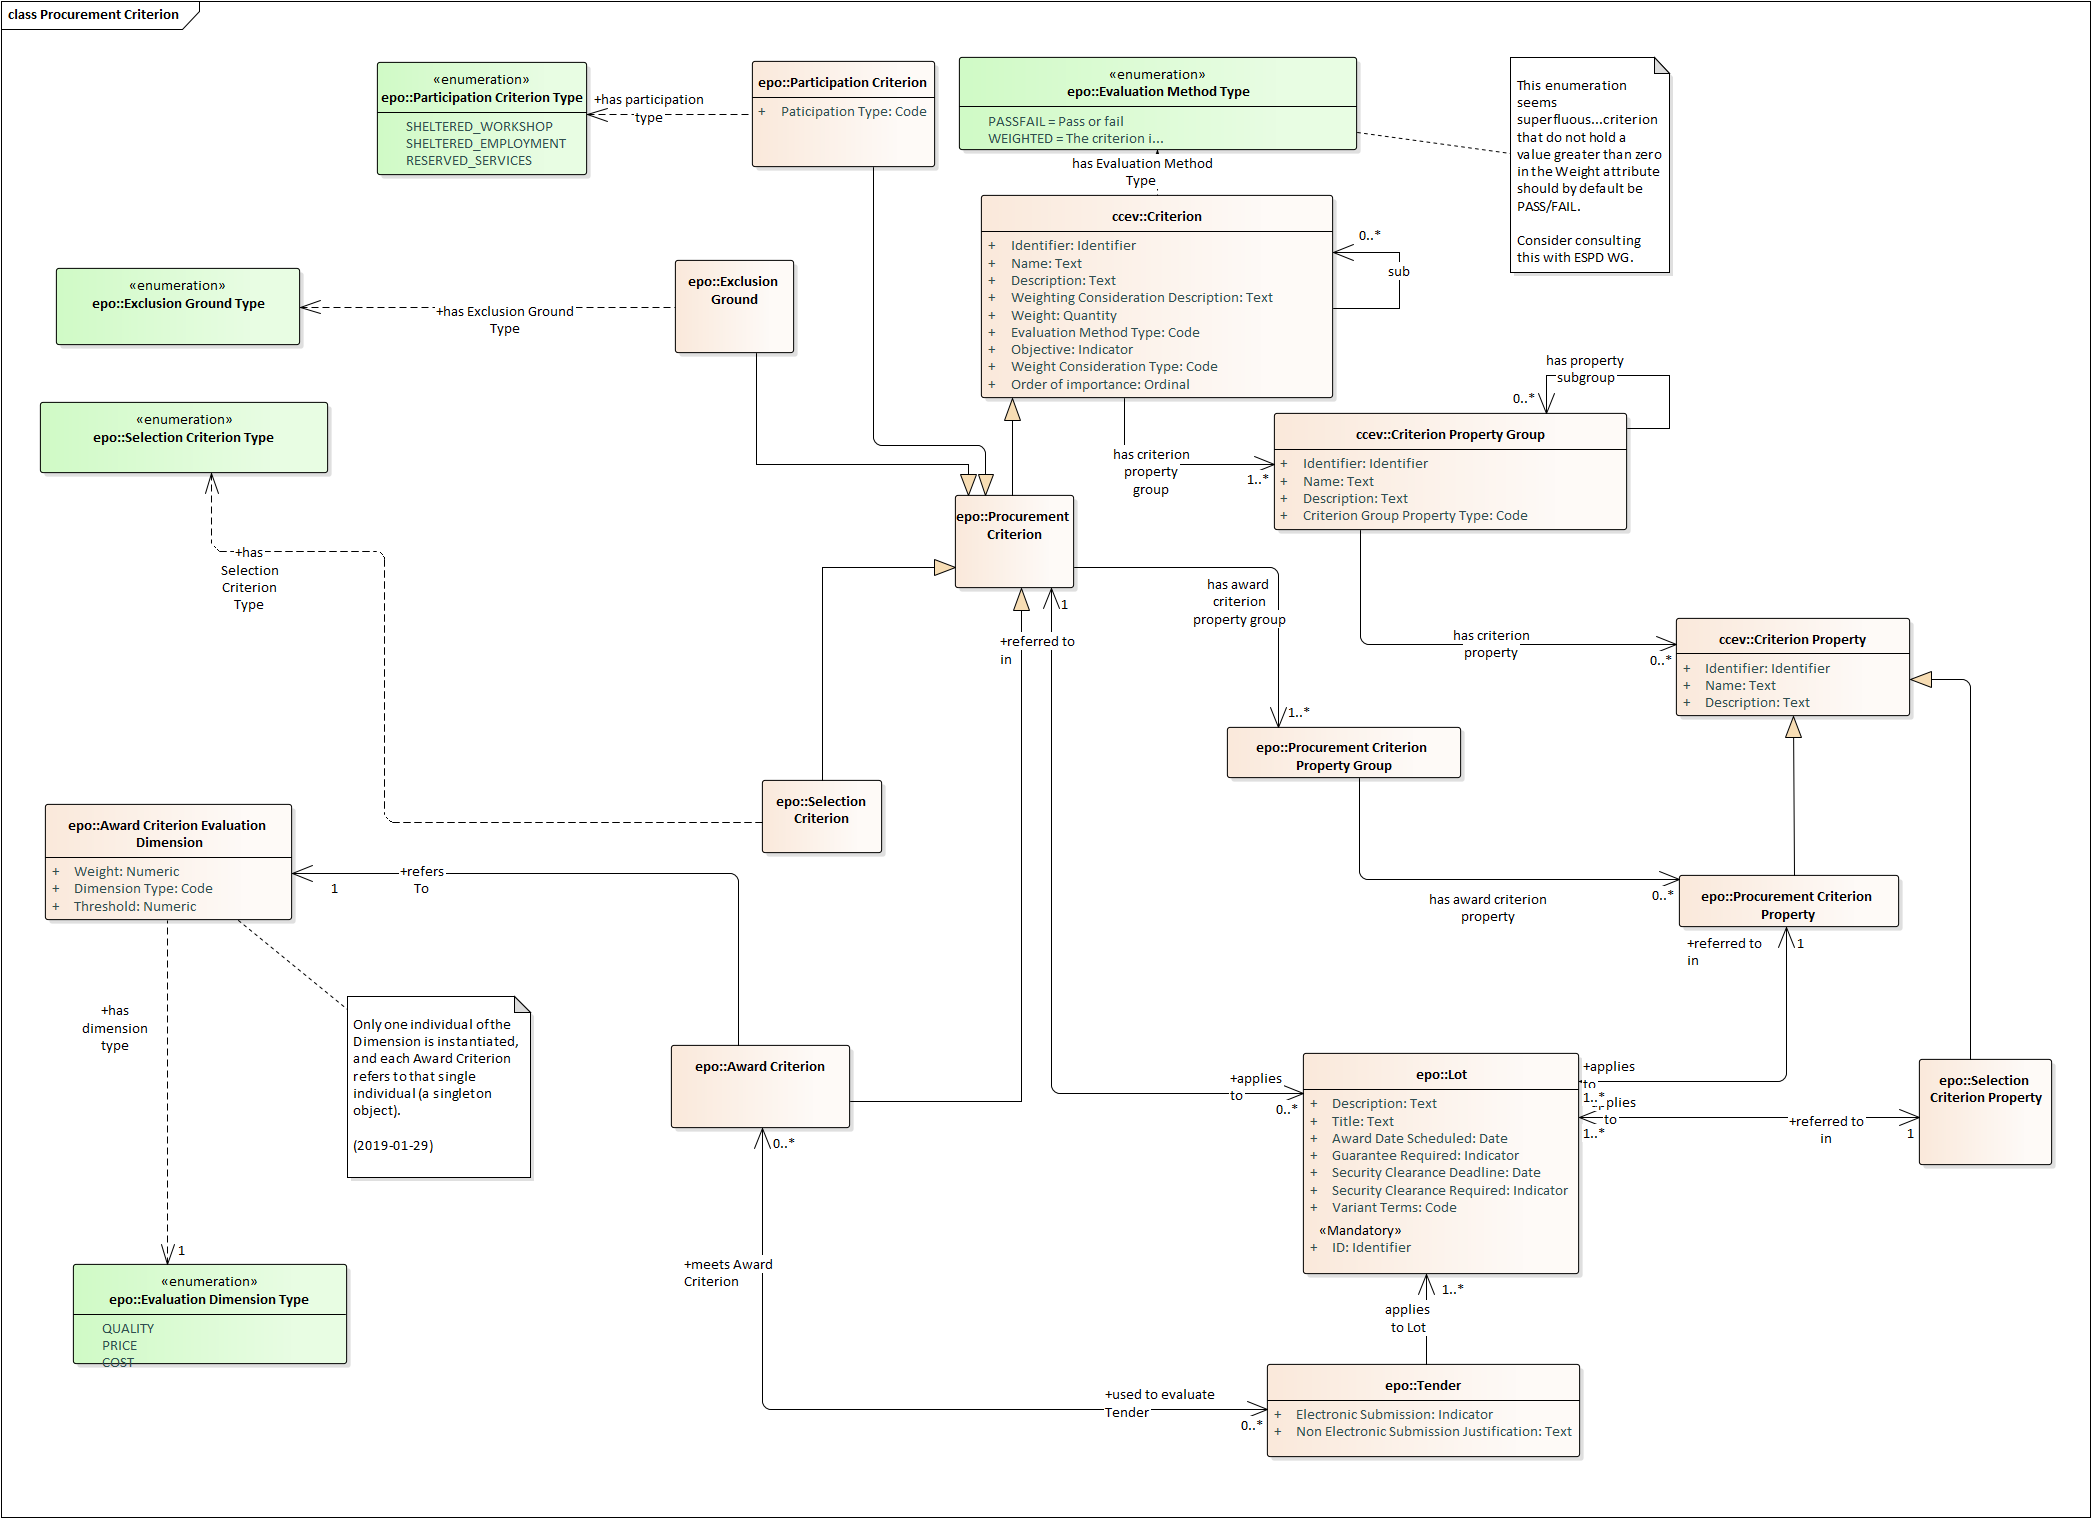 class Procurement Criterion
«enumeration»
epo::Participation Criterion Type
SHELTERED_WORKSHOP
SHELTERED_EMPLOYMENT
RESERVED_SERVICES
+has participation
type
epo::Participation Criterion
+ Paticipation Type: Code
«enumeration»
epo::Evaluation Method Type
PASSFAIL = Pass or fail
WEIGHTED = The criterion i...
has Evaluation Method
Type
This enumeration
seems
superfluous...criterion
that do not hold a
value greater than zero
in the Weight attribute
should by default be
PASS/FAIL.
Consider consulting
this with ESPD WG.
ccev::Criterion
+ Identifier: Identifier
+ Name: Text
+ Description: Text
+ Weighting Consideration Description: Text
+ Weight: Quantity
+ Evaluation Method Type: Code
+ Objective: Indicator
+ Weight Consideration Type: Code
+ Order of importance: Ordinal
0..*
sub
«enumeration»
epo::Exclusion Ground Type
+has Exclusion Ground
Type
epo::Exclusion
Ground
«enumeration»
epo::Selection Criterion Type
has property
subgroup
0..*
ccev::Criterion Property Group
+ Identifier: Identifier
+ Name: Text
+ Description: Text
+ Criterion Group Property Type: Code
has criterion
property
group
1..*
epo::Procurement
Criterion
+has
Selection
Criterion
Type
1
+referred to
in
has award
criterion
property group
1..*
has criterion
property
0..*
ccev::Criterion Property
+ Identifier: Identifier
+ Name: Text
+ Description: Text
epo::Procurement Criterion
Property Group
epo::Selection
Criterion
epo::Award Criterion Evaluation
Dimension
+ Weight: Numeric
+ Dimension Type: Code
+ Threshold: Numeric
1
+refers
To
has award criterion
property
0..*
epo::Procurement Criterion
Property
+referred to
in
1
+has
dimension
type
1
Only one individual of the
Dimension is instantiated,
and each Award Criterion
refers to that single
individual (a singleton
object).
(2019-01-29)
epo::Award Criterion
0..*
+meets Award
Criterion
+applies
to
0..*
epo::Lot
+ Description: Text
+ Title: Text
+ Award Date Scheduled: Date
+ Guarantee Required: Indicator
+ Security Clearance Deadline: Date
+ Security Clearance Required: Indicator
+ Variant Terms: Code
«Mandatory»
+ ID: Identifier
+applies
to
1..*
plies
to
1..*
+referred to
in
1
epo::Selection
Criterion Property
«enumeration»
epo::Evaluation Dimension Type
QUALITY
PRICE
COST
1..*
applies
to Lot
+used to evaluate
Tender
0..*
epo::Tender
+ Electronic Submission: Indicator
+ Non Electronic Submission Justification: Text